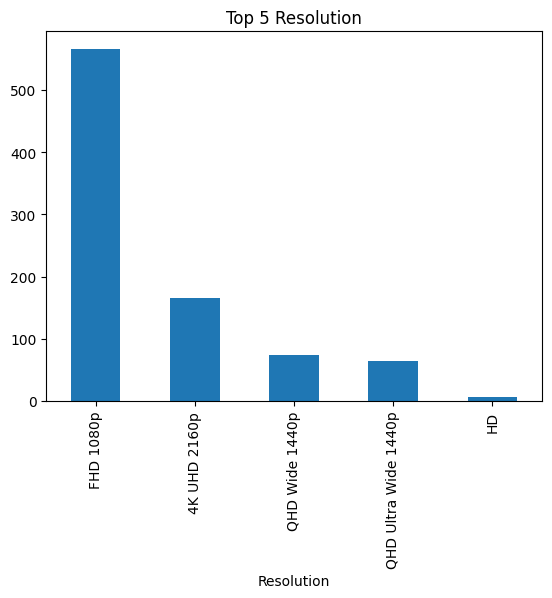 Top 5 Resolution
500
400
300
200
100
0
FHD 1080p
4K UHD 2160p
QHD Wide 1440p
QHD Ultra Wide 1440p
HD
Resolution